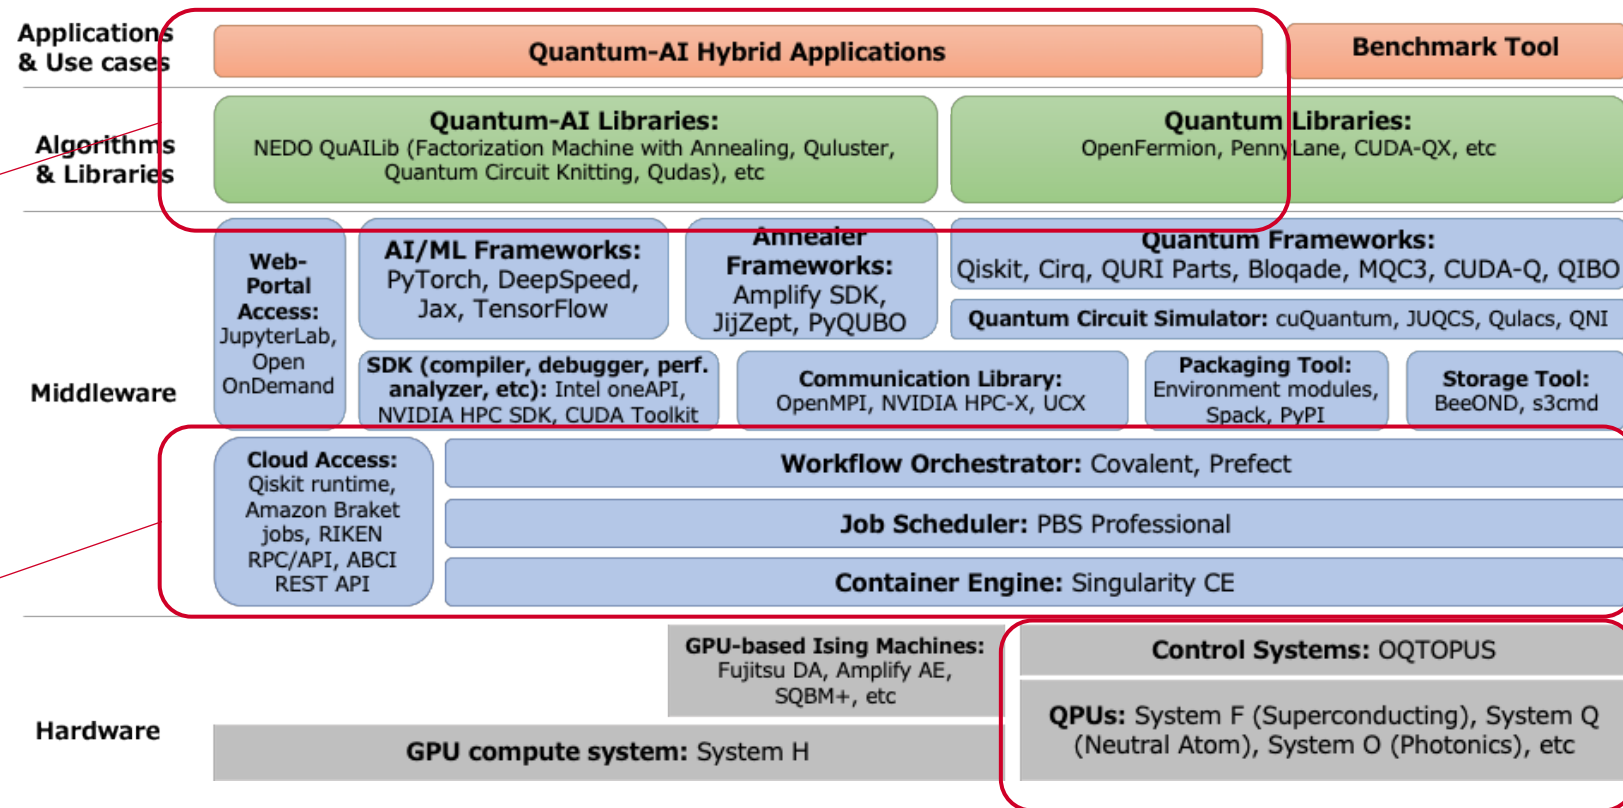 Applications
& Use cases
Quantum-AI Hybrid Applications
Benchmark Tool
Algorithms
& Libraries
Quantum-AI Libraries:
NEDO QuAILib (Factorization Machine with Annealing, Quluster,
Quantum Circuit Knitting, Qudas), etc
Quantum Libraries:
OpenFermion, PennyLane, CUDA-QX, etc
Middleware
Web-
Portal
Access:
JupyterLab,
Open
OnDemand
AI/ML Frameworks:
PyTorch, DeepSpeed,
Jax, TensorFlow
Annealer
Frameworks:
Amplify SDK,
JijZept, PyQUBO
Quantum Frameworks:
Qiskit, Cirq, QURI Parts, Bloqade, MQC3, CUDA-Q, QIBO
Quantum Circuit Simulator: cuQuantum, JUQCS, Qulacs, QNI
SDK (compiler, debugger, perf.
analyzer, etc): Intel oneAPI,
NVIDIA HPC SDK, CUDA Toolkit
Communication Library:
OpenMPI, NVIDIA HPC-X, UCX
Packaging Tool:
Environment modules,
Spack, PyPI
Storage Tool:
BeeOND, s3cmd
Cloud Access:
Qiskit runtime,
Amazon Braket
jobs, RIKEN
RPC/API, ABCI
REST API
Workflow Orchestrator: Covalent, Prefect
Job Scheduler: PBS Professional
Container Engine: Singularity CE
Hardware
GPU-based Ising Machines:
Fujitsu DA, Amplify AE,
SQBM+, etc
GPU compute system: System H
Control Systems: OQTOPUS
QPUs: System F (Superconducting), System Q
(Neutral Atom), System O (Photonics), etc